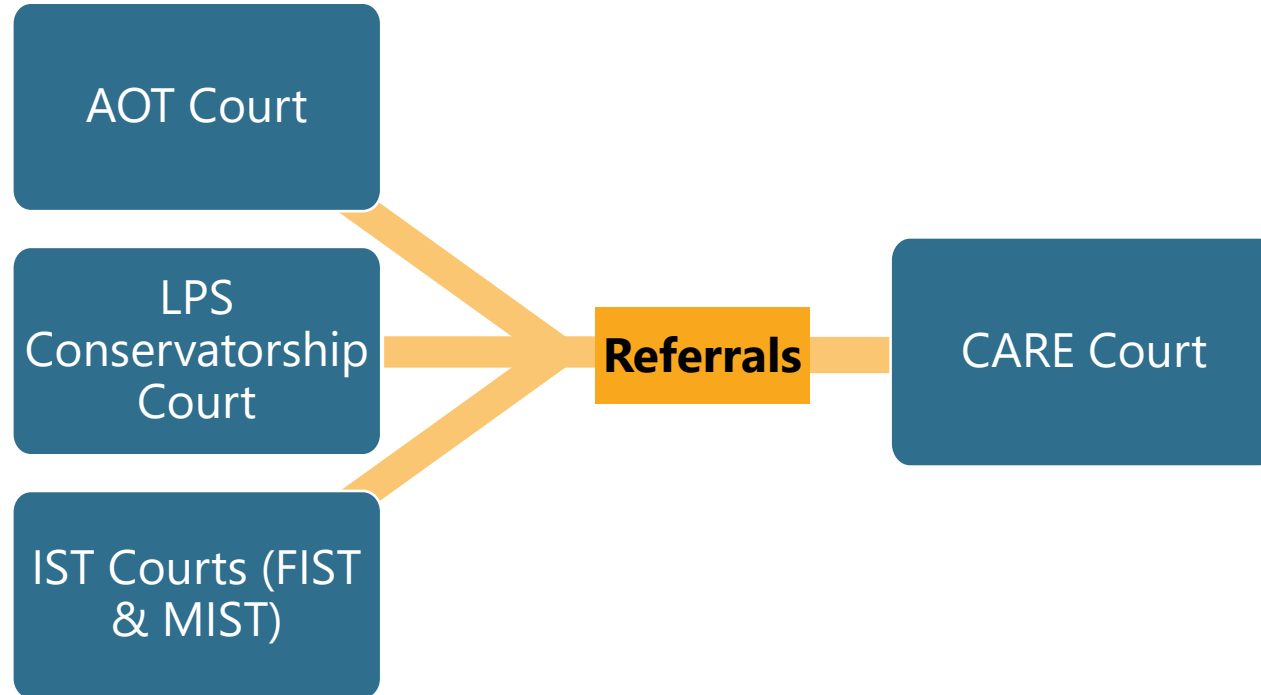 AOT Court
LPS
Conservatorship
Court
IST Courts (FIST
& MIST)
Referrals
CARE Court